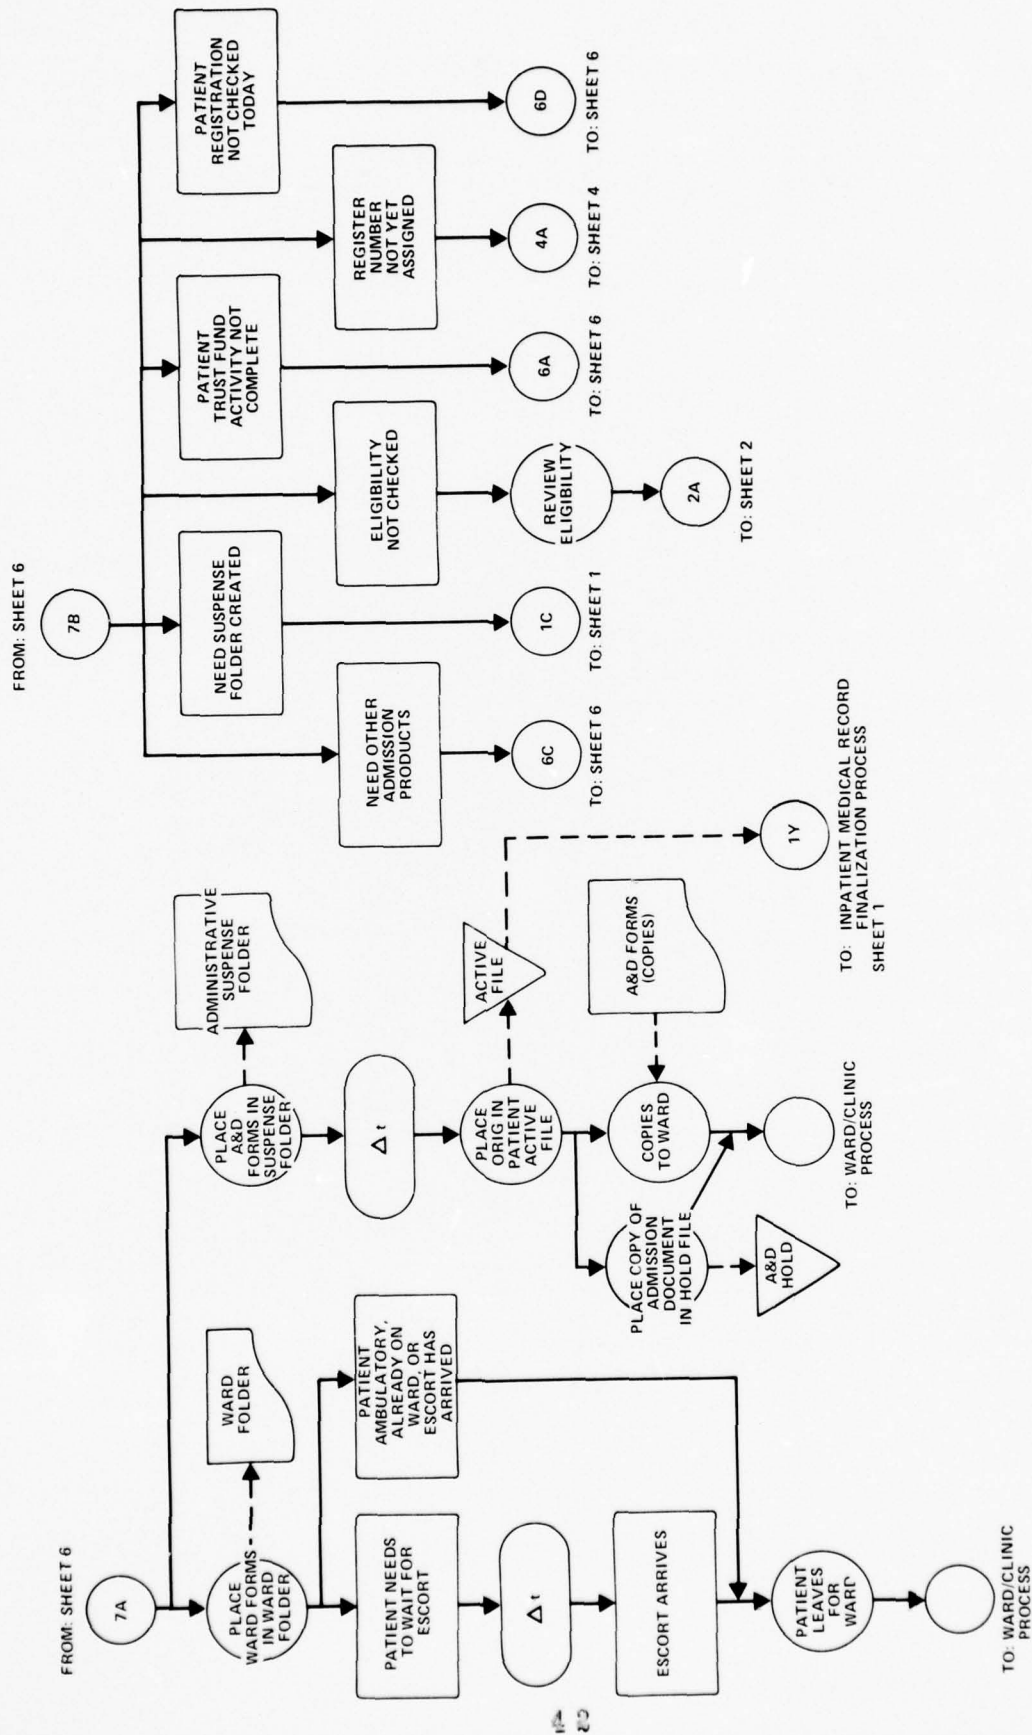 FROM: SHEET 6
7A
PLACE
WARD FORMS
IN WARD
FOLDER
WARD
FOLDER
PATIENT NEEDS
TO WAIT FOR
ESCORT
PATIENT
AMBULATORY,
ALREADY ON
WARD, OR
ESCORT HAS
ARRIVED
Δ t
ESCORT ARRIVES
PATIENT
LEAVES
FOR
WARD
TO: WARD/CLINIC
PROCESS
PLACE
A&D
FORMS IN
SUSPENSE
FOLDER
ADMINISTRATIVE
SUSPENSE
FOLDER
Δ t
PLACE
ORIG IN
PATIENT
ACTIVE
FILE
ACTIVE
FILE
PLACE COPY OF
ADMISSION
DOCUMENT
IN HOLD FILE
COPIES
TO WARD
A&D FORMS
(COPIES)
A&D
HOLD
TO: WARD/CLINIC
PROCESS
1Y
TO: INPATIENT MEDICAL RECORD
FINALIZATION PROCESS
SHEET 1
FROM: SHEET 6
7B
NEED OTHER
ADMISSION
PRODUCTS
6C
TO: SHEET 6
NEED SUSPENSE
FOLDER CREATED
1C
TO: SHEET 1
ELIGIBILITY
NOT CHECKED
REVIEW
ELIGIBILITY
2A
TO: SHEET 2
PATIENT
TRUST FUND
ACTIVITY NOT
COMPLETE
6A
TO: SHEET 6
REGISTER
NUMBER
NOT YET
ASSIGNED
4A
TO: SHEET 4
PATIENT
REGISTRATION
NOT CHECKED
TODAY
6D
TO: SHEET 6